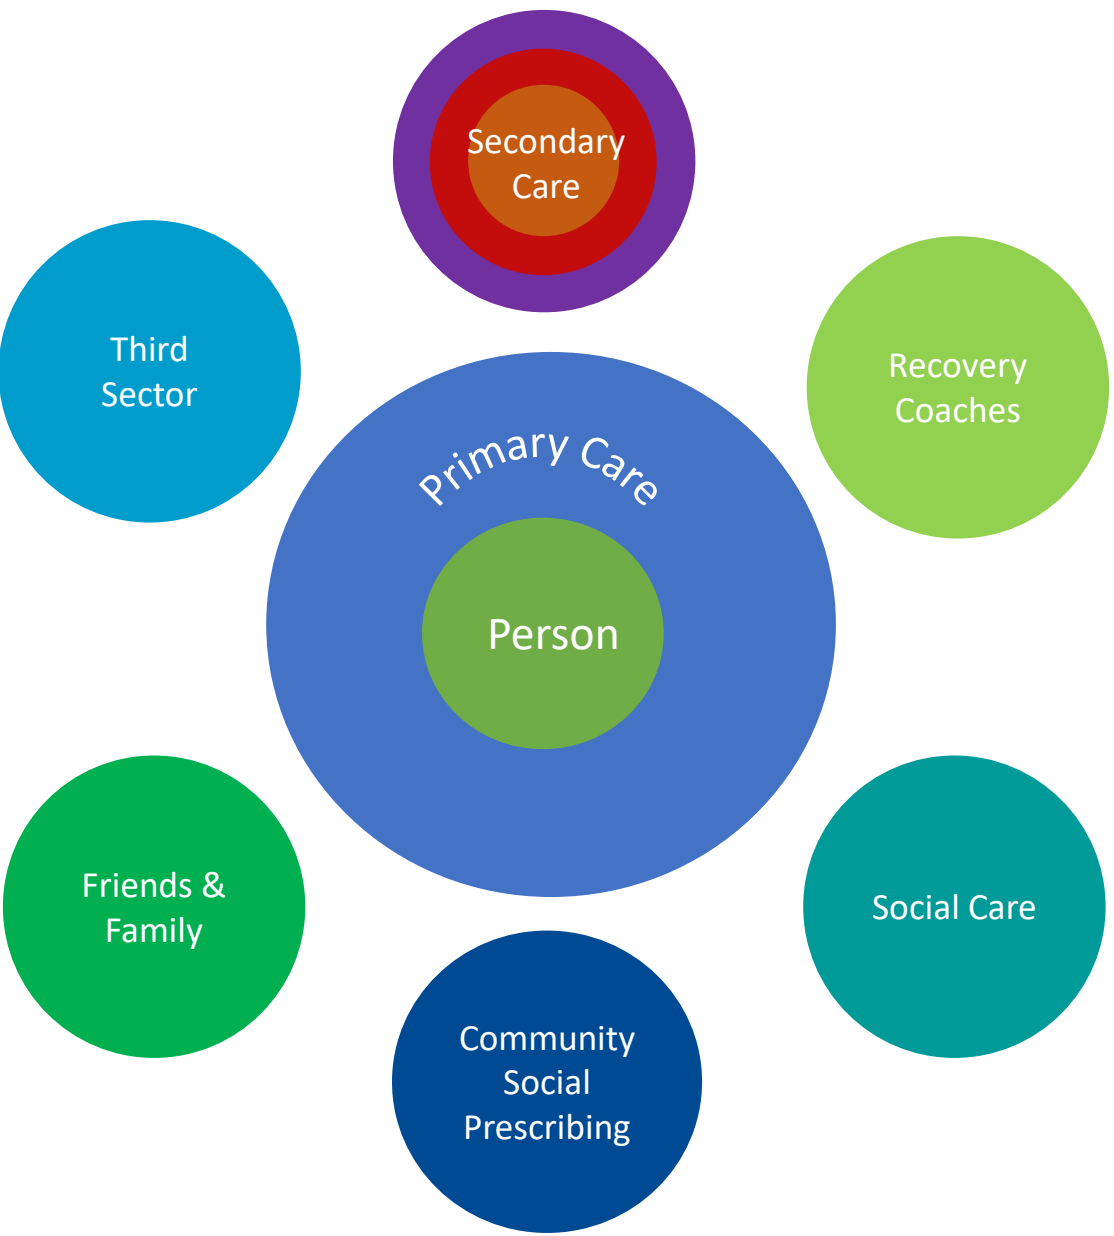 Secondary
Care
Third
Sector
Recovery
Coaches
Primary Care
Person
Friends &
Family
Social Care
Community
Social
Prescribing